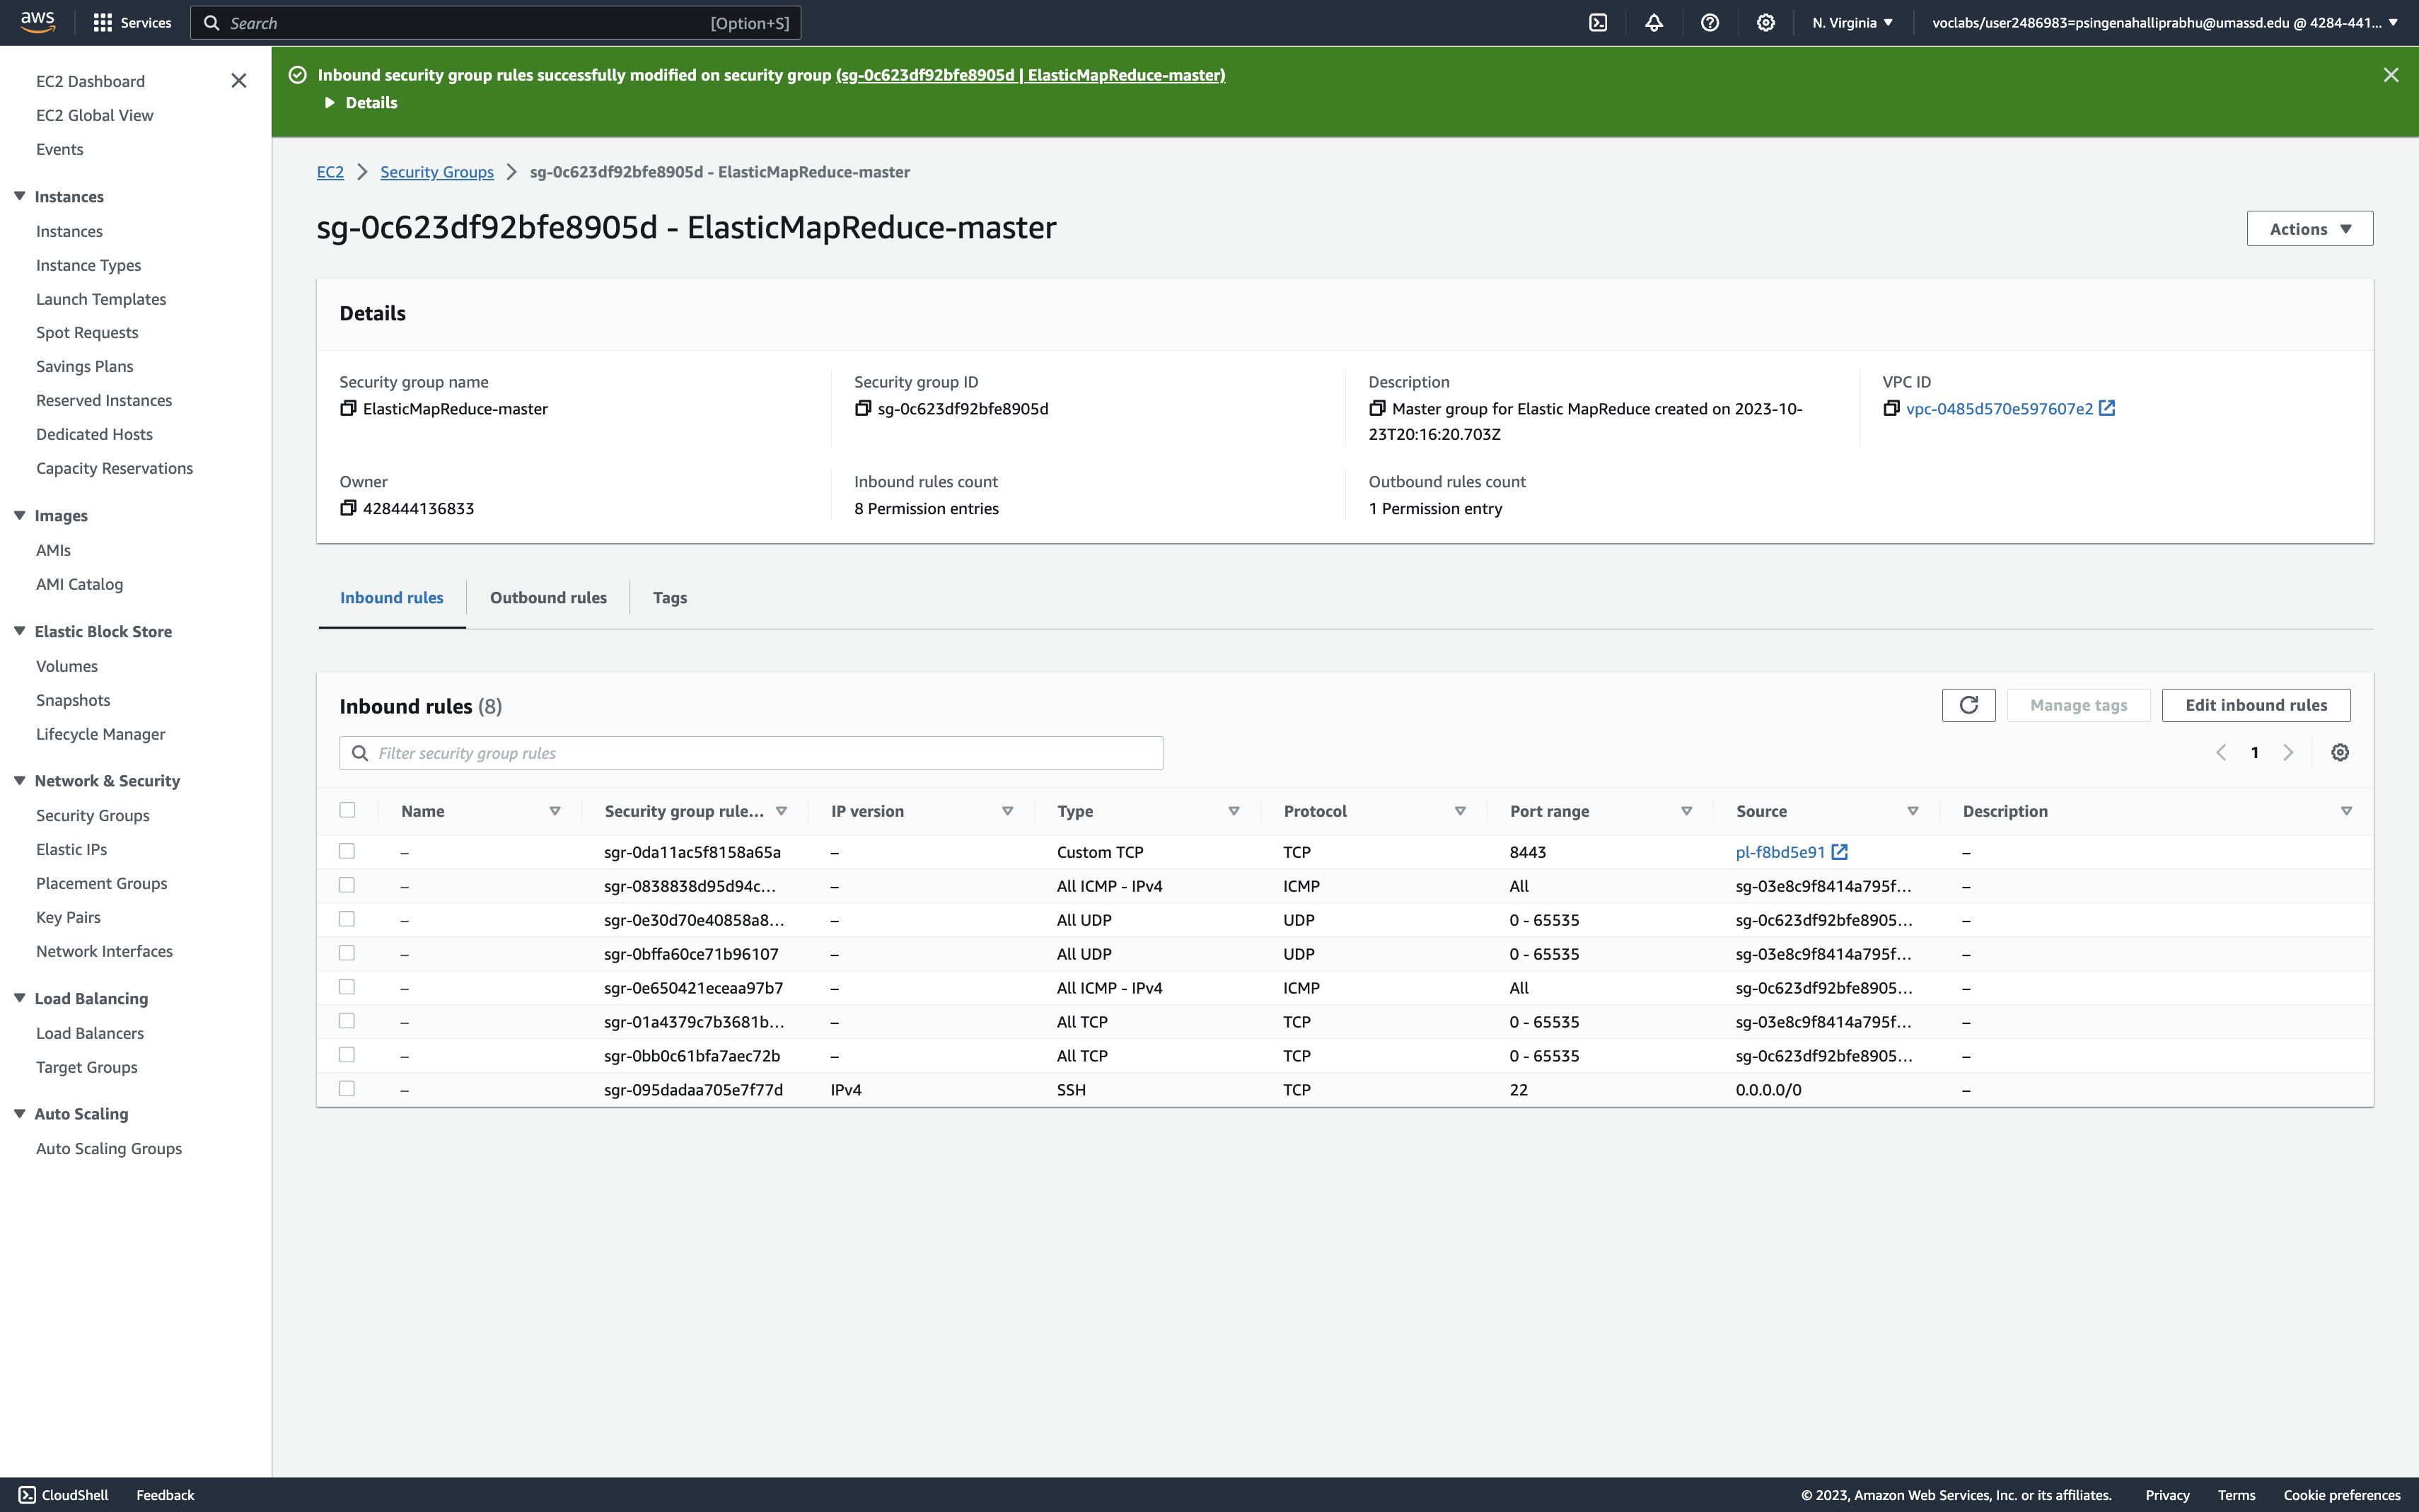 aws Services Search [Option+S] N. Virginia voclabs/user2486983=psingenahalliprabhu@umassd.edu @ 4284-441...
EC2 Dashboard
EC2 Global View
Events
Instances
Instances
Instance Types
Launch Templates
Spot Requests
Savings Plans
Reserved Instances
Dedicated Hosts
Capacity Reservations
Images
AMIs
AMI Catalog
Elastic Block Store
Volumes
Snapshots
Lifecycle Manager
Network & Security
Security Groups
Elastic IPs
Placement Groups
Key Pairs
Network Interfaces
Load Balancing
Load Balancers
Target Groups
Auto Scaling
Auto Scaling Groups
Inbound security group rules successfully modified on security group (sg-0c623df92bfe8905d | ElasticMapReduce-master)
Details
EC2 > Security Groups > sg-0c623df92bfe8905d - ElasticMapReduce-master
sg-0c623df92bfe8905d - ElasticMapReduce-master
Actions
Details
Security group name
ElasticMapReduce-master
Security group ID
sg-0c623df92bfe8905d
Description
Master group for Elastic MapReduce created on 2023-10-
23T20:16:20.703Z
VPC ID
vpc-0485d570e597607e2
Owner
428444136833
Inbound rules count
8 Permission entries
Outbound rules count
1 Permission entry
Inbound rules Outbound rules Tags
Inbound rules (8)
Manage tags Edit inbound rules
Filter security group rules
1
Name Security group rule... IP version Type Protocol Port range Source Description
– sgr-0da11ac5f8158a65a – Custom TCP TCP 8443 pl-f8bd5e91 –
– sgr-0838838d95d94c... – All ICMP - IPv4 ICMP All sg-03e8c9f8414a795f... –
– sgr-0e30d70e40858a8... – All UDP UDP 0 - 65535 sg-0c623df92bfe8905... –
– sgr-0bffa60ce71b96107 – All UDP UDP 0 - 65535 sg-03e8c9f8414a795f... –
– sgr-0e650421eceaa97b7 – All ICMP - IPv4 ICMP All sg-0c623df92bfe8905... –
– sgr-01a4379c7b3681b... – All TCP TCP 0 - 65535 sg-03e8c9f8414a795f... –
– sgr-0bb0c61bfa7aec72b – All TCP TCP 0 - 65535 sg-0c623df92bfe8905... –
– sgr-095dadaa705e7f77d IPv4 SSH TCP 22 0.0.0.0/0 –
CloudShell Feedback © 2023, Amazon Web Services, Inc. or its affiliates. Privacy Terms Cookie preferences